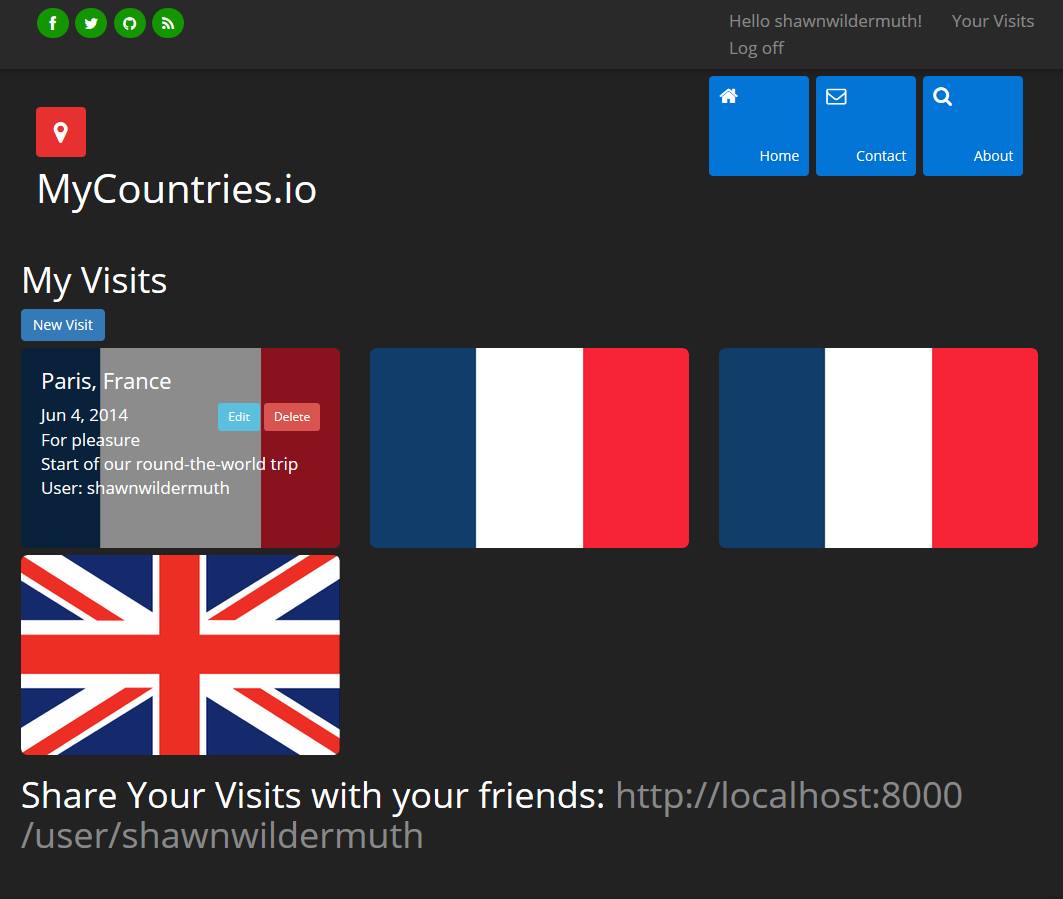 Hello shawnwildermuth! Your Visits
Log off
Home
Contact
About
MyCountries.io
My Visits
New Visit
Paris, France
Jun 4, 2014
Edit
Delete
For pleasure
Start of our round-the-world trip
User: shawnwildermuth
Share Your Visits with your friends: http://localhost:8000
/user/shawnwildermuth